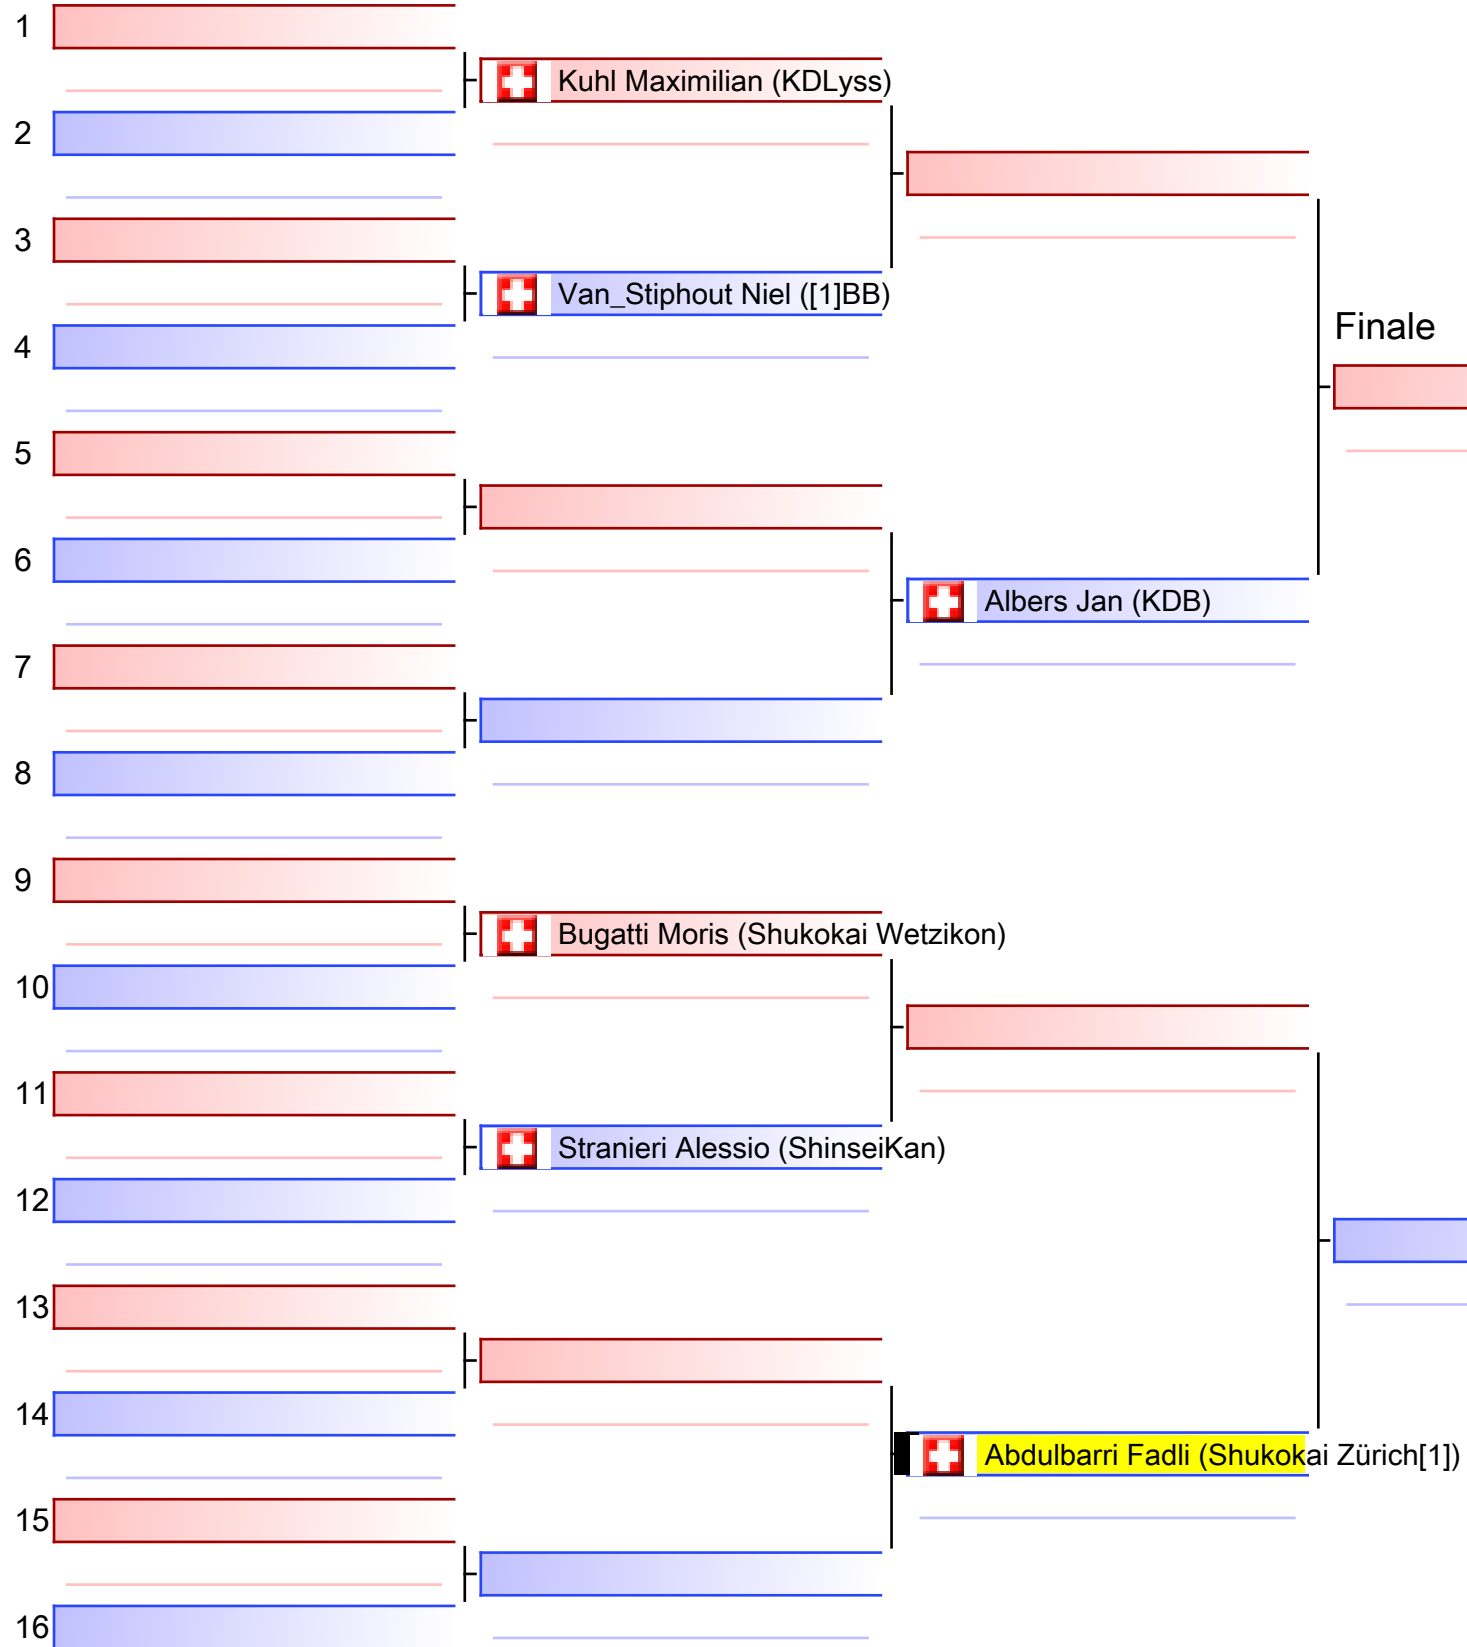 1
Kuhl Maximilian (KDLyss)
2
3
Van_Stiphout Niel ([1]BB)
4
Finale
5
6
Albers Jan (KDB)
7
8
9
Bugatti Moris (Shukokai Wetzikon)
10
11
Stranieri Alessio (ShinseiKan)
12
13
14
Abdulbarri Fadli (Shukokai Zürich[1])
15
16